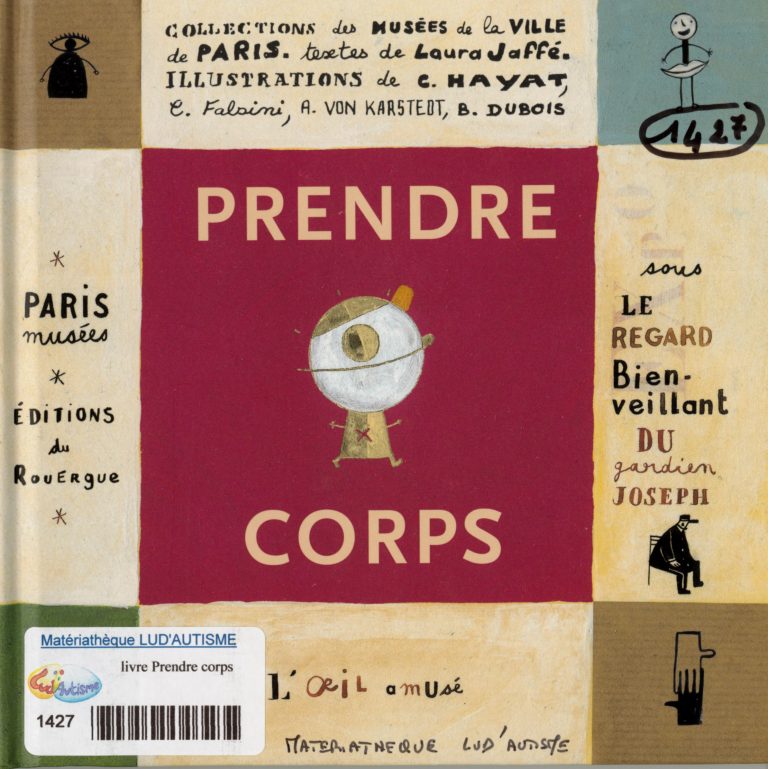 COLLECTIONS des MUSÉES de la VILLE
de PARIS. textes de Laura Jaffé.
ILLUSTRATIONS de C. HAYAT,
C. Falsini, A. VON KARSTEDT, B. DUBOIS
1427
PRENDRE
CORPS
PARIS
musées
ÉDITIONS
du
ROUERGUE
sous
LE
REGARD
Bien-
veillant
DU
gardien
JOSEPH
Matériathèque LUD'AUTISME
livre Prendre corps
Lud'Autisme
1427
L'ŒIL amusé
MATERIATHEQUE LUD'AUTISME